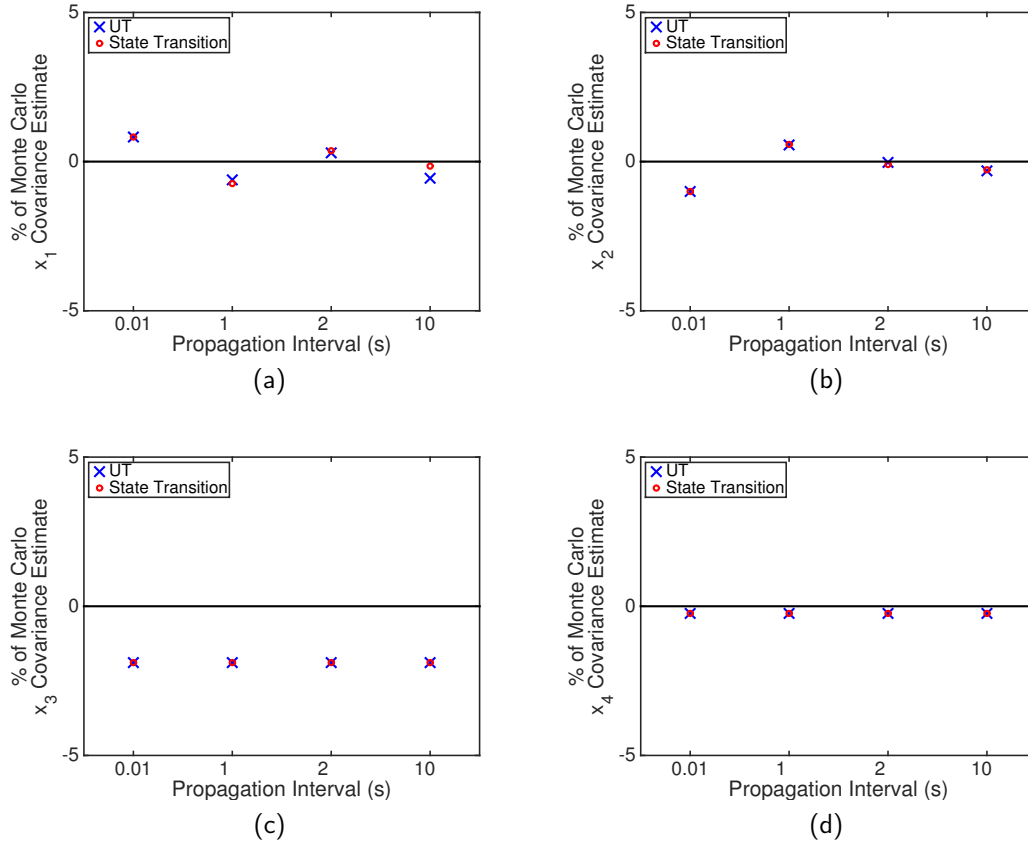 5
UT
State Transition
% of Monte Carlo
x1 Covariance Estimate
0
-5
0.01 1 2 10
Propagation Interval (s)
(a)
5
UT
State Transition
% of Monte Carlo
x2 Covariance Estimate
0
-5
0.01 1 2 10
Propagation Interval (s)
(b)
5
UT
State Transition
% of Monte Carlo
x3 Covariance Estimate
0
-5
0.01 1 2 10
Propagation Interval (s)
(c)
5
UT
State Transition
% of Monte Carlo
x4 Covariance Estimate
0
-5
0.01 1 2 10
Propagation Interval (s)
(d)